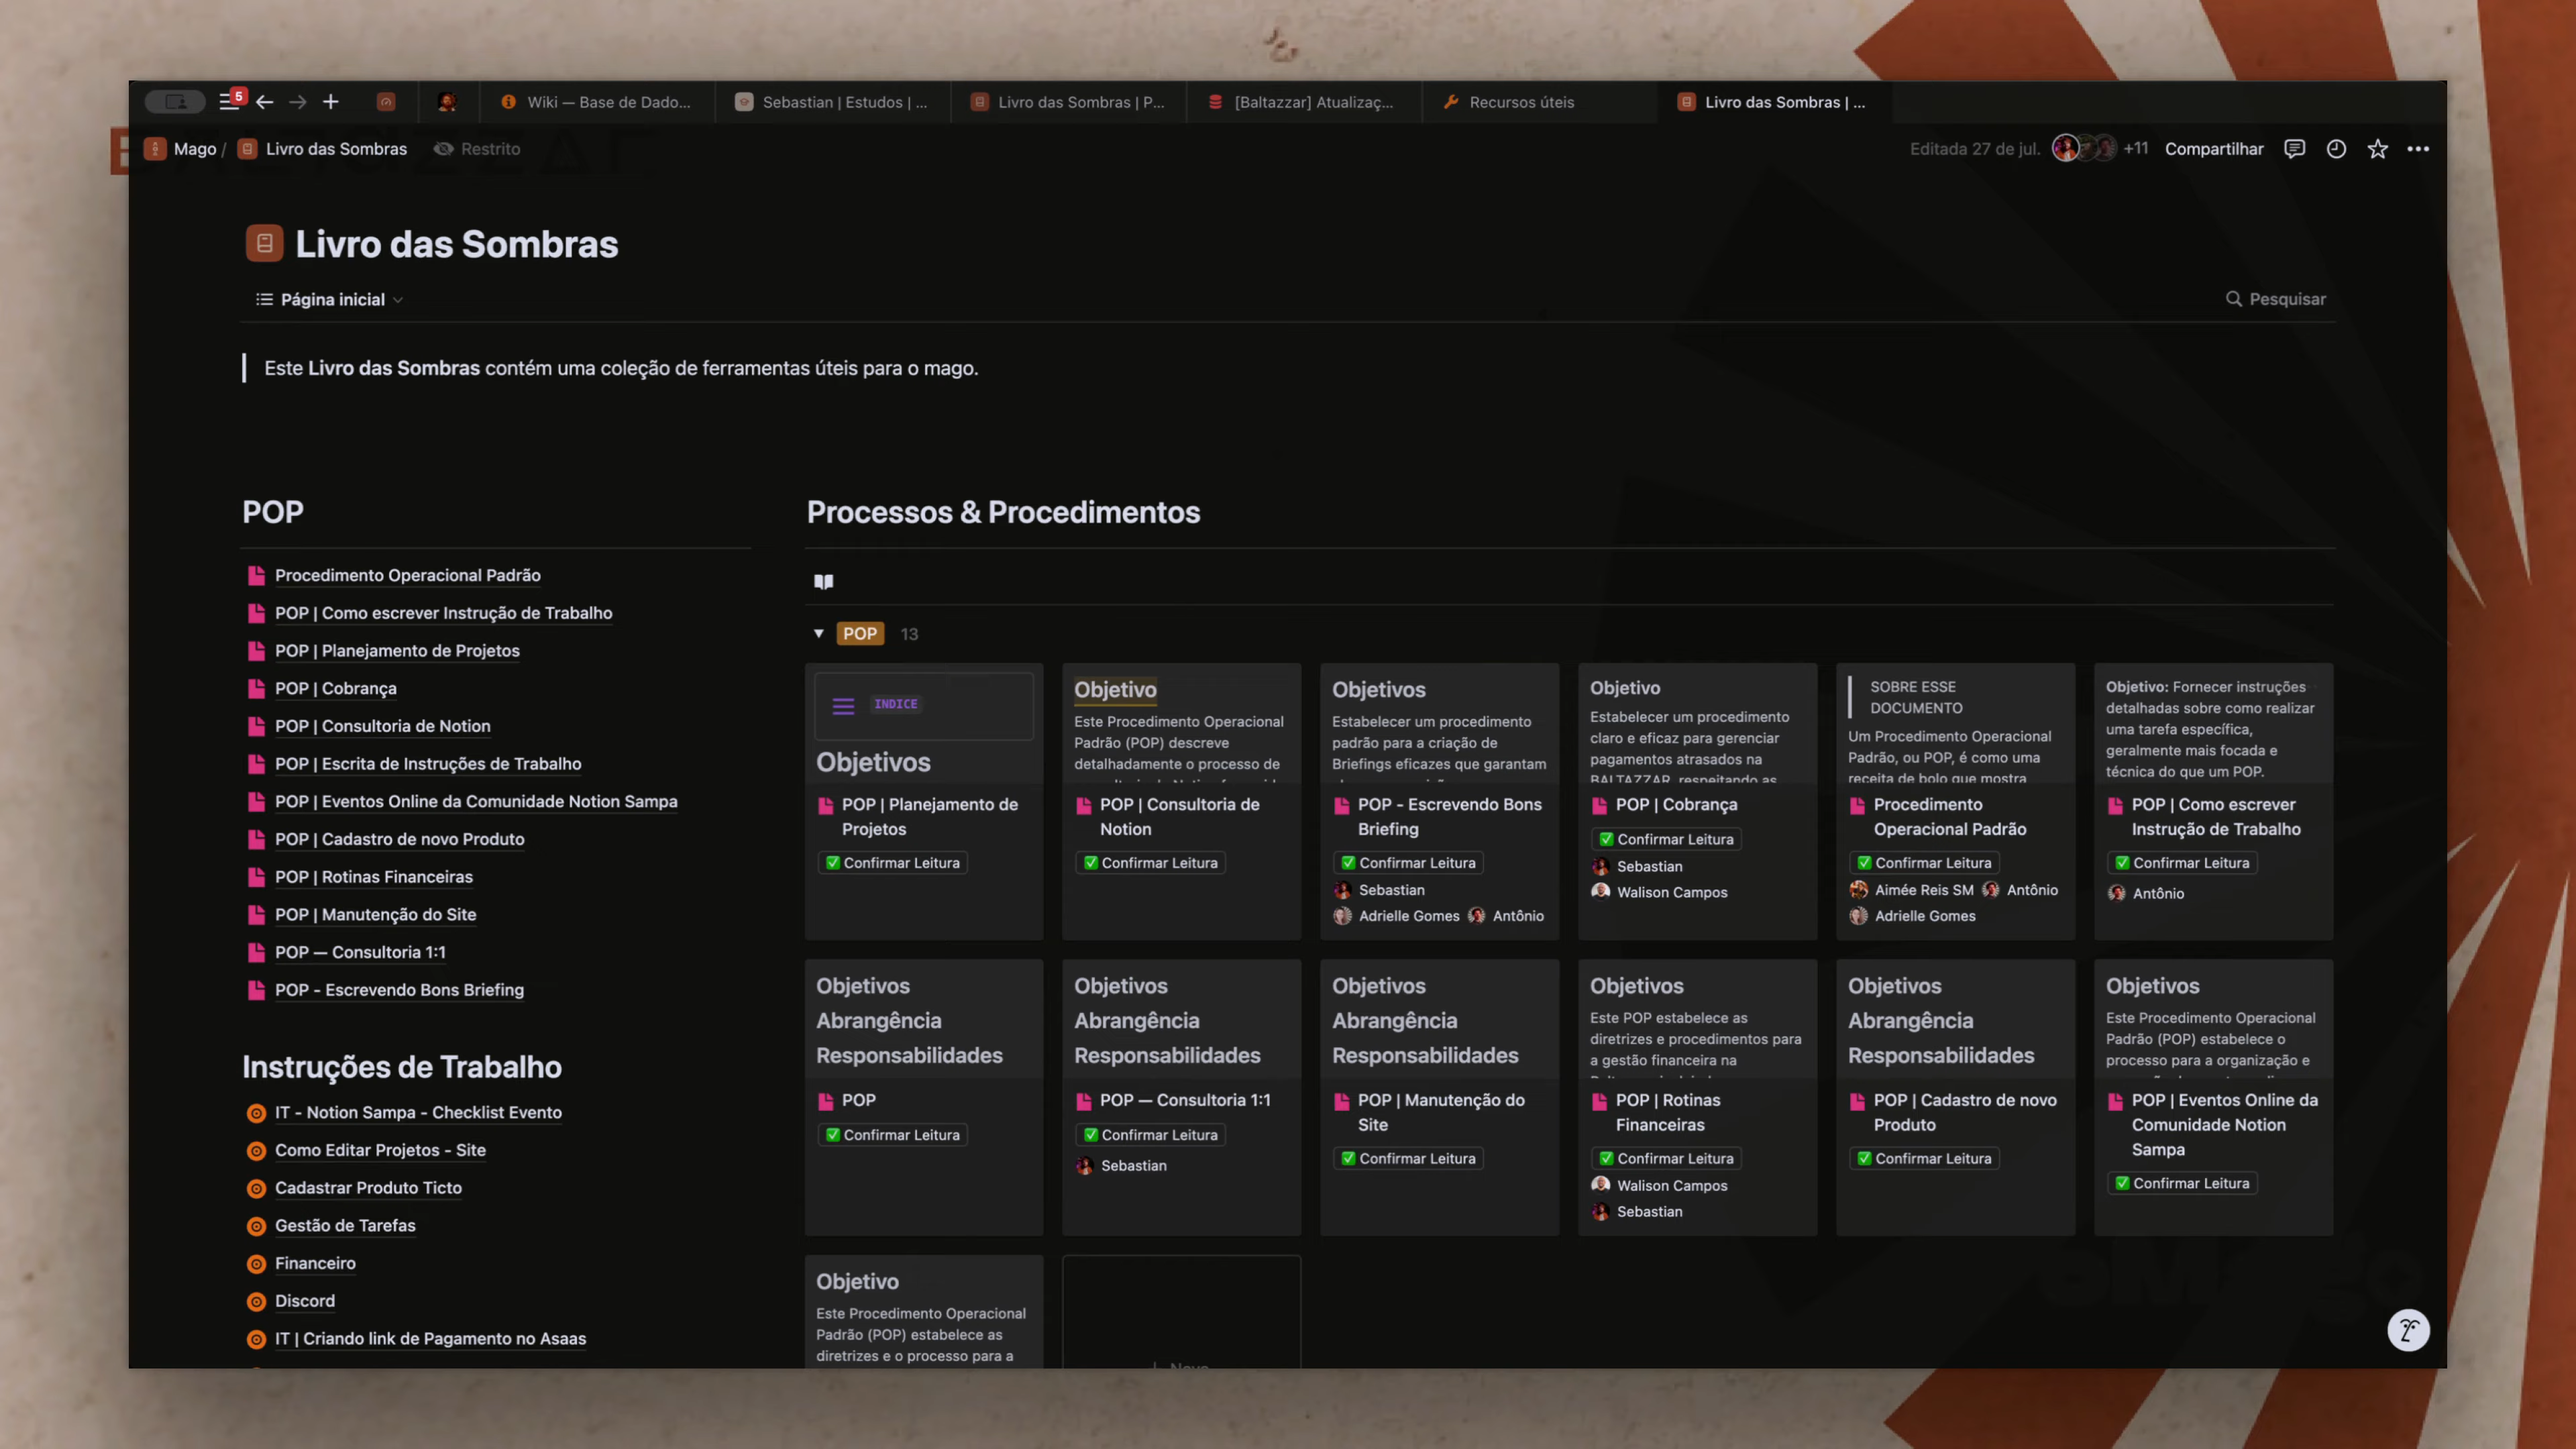 5
Wiki — Base de Dado...
Sebastian | Estudos | ...
Livro das Sombras | P...
[Baltazzar] Atualizaç...
Recursos úteis
Livro das Sombras | ...
Mago / Livro das Sombras
Restrito
Editada 27 de jul.
+11
Compartilhar
Livro das Sombras
Página inicial
Pesquisar
Este Livro das Sombras contém uma coleção de ferramentas úteis para o mago.
POP
Procedimento Operacional Padrão
POP | Como escrever Instrução de Trabalho
POP | Planejamento de Projetos
POP | Cobrança
POP | Consultoria de Notion
POP | Escrita de Instruções de Trabalho
POP | Eventos Online da Comunidade Notion Sampa
POP | Cadastro de novo Produto
POP | Rotinas Financeiras
POP | Manutenção do Site
POP — Consultoria 1:1
POP - Escrevendo Bons Briefing
Instruções de Trabalho
IT - Notion Sampa - Checklist Evento
Como Editar Projetos - Site
Cadastrar Produto Ticto
Gestão de Tarefas
Financeiro
Discord
IT | Criando link de Pagamento no Asaas
Processos & Procedimentos
POP 13
INDICE
Objetivos
POP | Planejamento de
Projetos
✅ Confirmar Leitura
Objetivo
Este Procedimento Operacional
Padrão (POP) descreve
detalhadamente o processo de
POP | Consultoria de
Notion
✅ Confirmar Leitura
Objetivos
Estabelecer um procedimento
padrão para a criação de
Briefings eficazes que garantam
POP - Escrevendo Bons
Briefing
✅ Confirmar Leitura
Sebastian
Adrielle Gomes Antônio
Objetivo
Estabelecer um procedimento
claro e eficaz para gerenciar
pagamentos atrasados na
BALTAZZAR, respeitando as
POP | Cobrança
✅ Confirmar Leitura
Sebastian
Walison Campos
SOBRE ESSE
DOCUMENTO
Um Procedimento Operacional
Padrão, ou POP, é como uma
receita de bolo que mostra
Procedimento
Operacional Padrão
✅ Confirmar Leitura
Aimée Reis SM Antônio
Adrielle Gomes
Objetivo: Fornecer instruções
detalhadas sobre como realizar
uma tarefa específica,
geralmente mais focada e
técnica do que um POP.
POP | Como escrever
Instrução de Trabalho
✅ Confirmar Leitura
Antônio
Objetivos
Abrangência
Responsabilidades
POP
✅ Confirmar Leitura
Objetivos
Abrangência
Responsabilidades
POP — Consultoria 1:1
✅ Confirmar Leitura
Sebastian
Objetivos
Abrangência
Responsabilidades
POP | Manutenção do
Site
✅ Confirmar Leitura
Objetivos
Este POP estabelece as
diretrizes e procedimentos para
a gestão financeira na
POP | Rotinas
Financeiras
✅ Confirmar Leitura
Walison Campos
Sebastian
Objetivos
Abrangência
Responsabilidades
POP | Cadastro de novo
Produto
✅ Confirmar Leitura
Objetivos
Este Procedimento Operacional
Padrão (POP) estabelece o
processo para a organização e
POP | Eventos Online da
Comunidade Notion
Sampa
✅ Confirmar Leitura
Objetivo
Este Procedimento Operacional
Padrão (POP) estabelece as
diretrizes e o processo para a